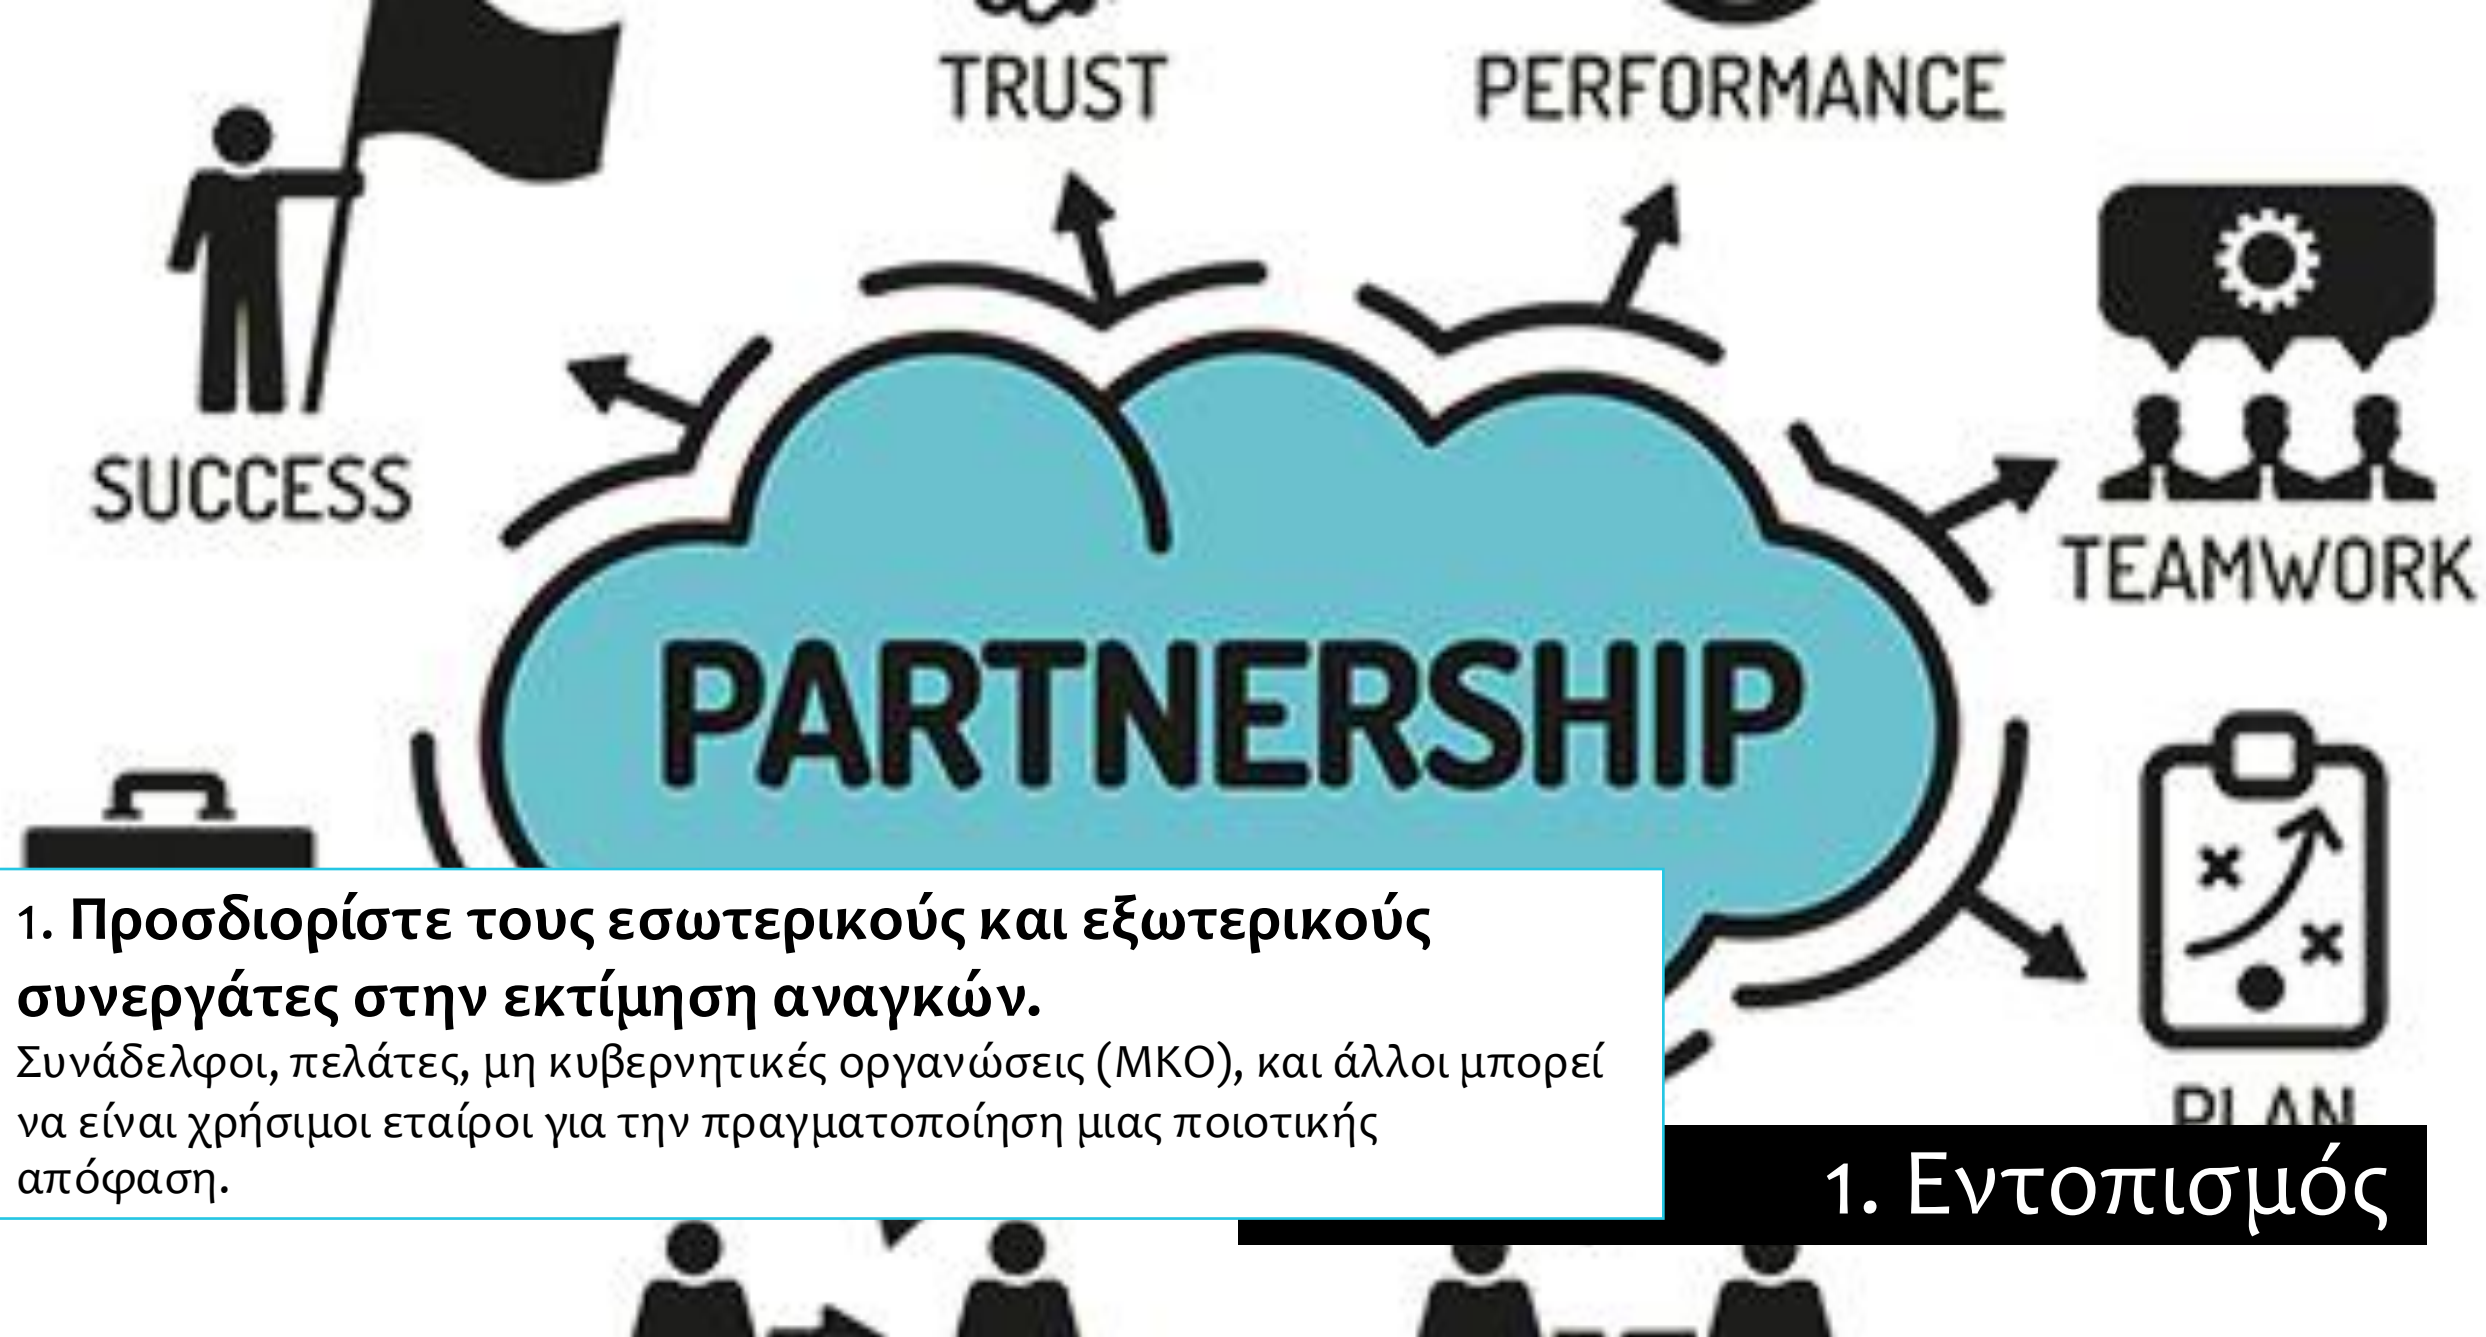 TRUST
PERFORMANCE
SUCCESS
TEAMWORK
PARTNERSHIP
1. Προσδιορίστε τους εσωτερικούς και εξωτερικούς
συνεργάτες στην εκτίμηση αναγκών.
Συνάδελφοι, πελάτες, μη κυβερνητικές οργανώσεις (ΜΚΟ), και άλλοι μπορεί
να είναι χρήσιμοι εταίροι για την πραγματοποίηση μιας ποιοτικής
απόφαση.
PLAN
1. Εντοπισμός